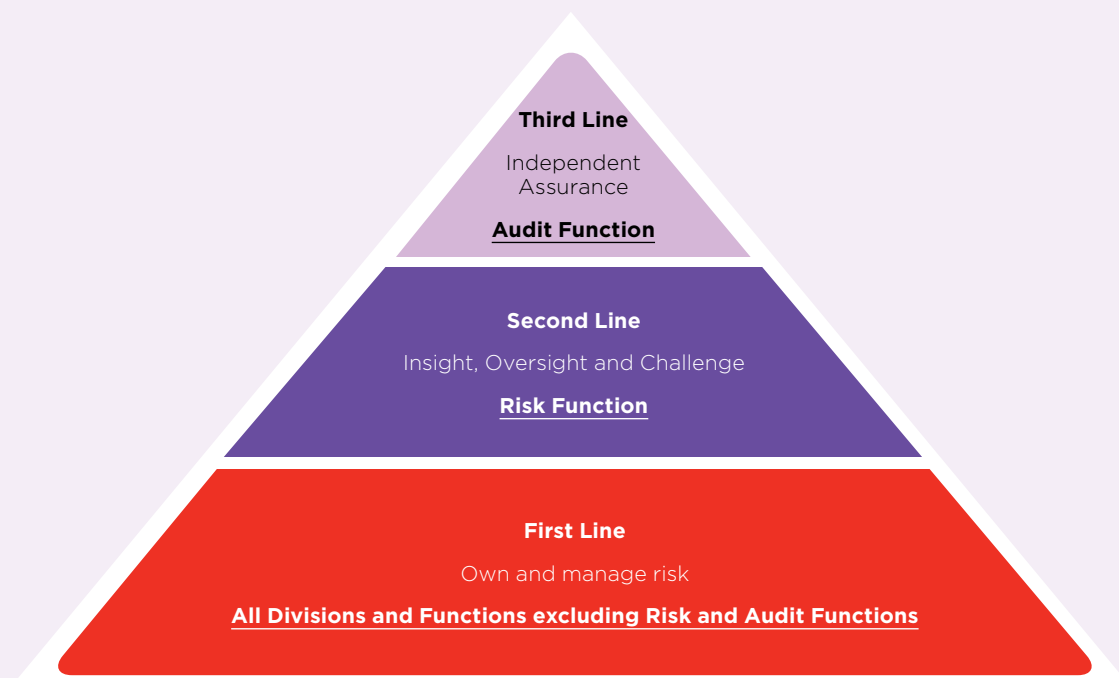 Third Line
Independent
Assurance
Audit Function
Second Line
Insight, Oversight and Challenge
Risk Function
First Line
Own and manage risk
All Divisions and Functions excluding Risk and Audit Functions